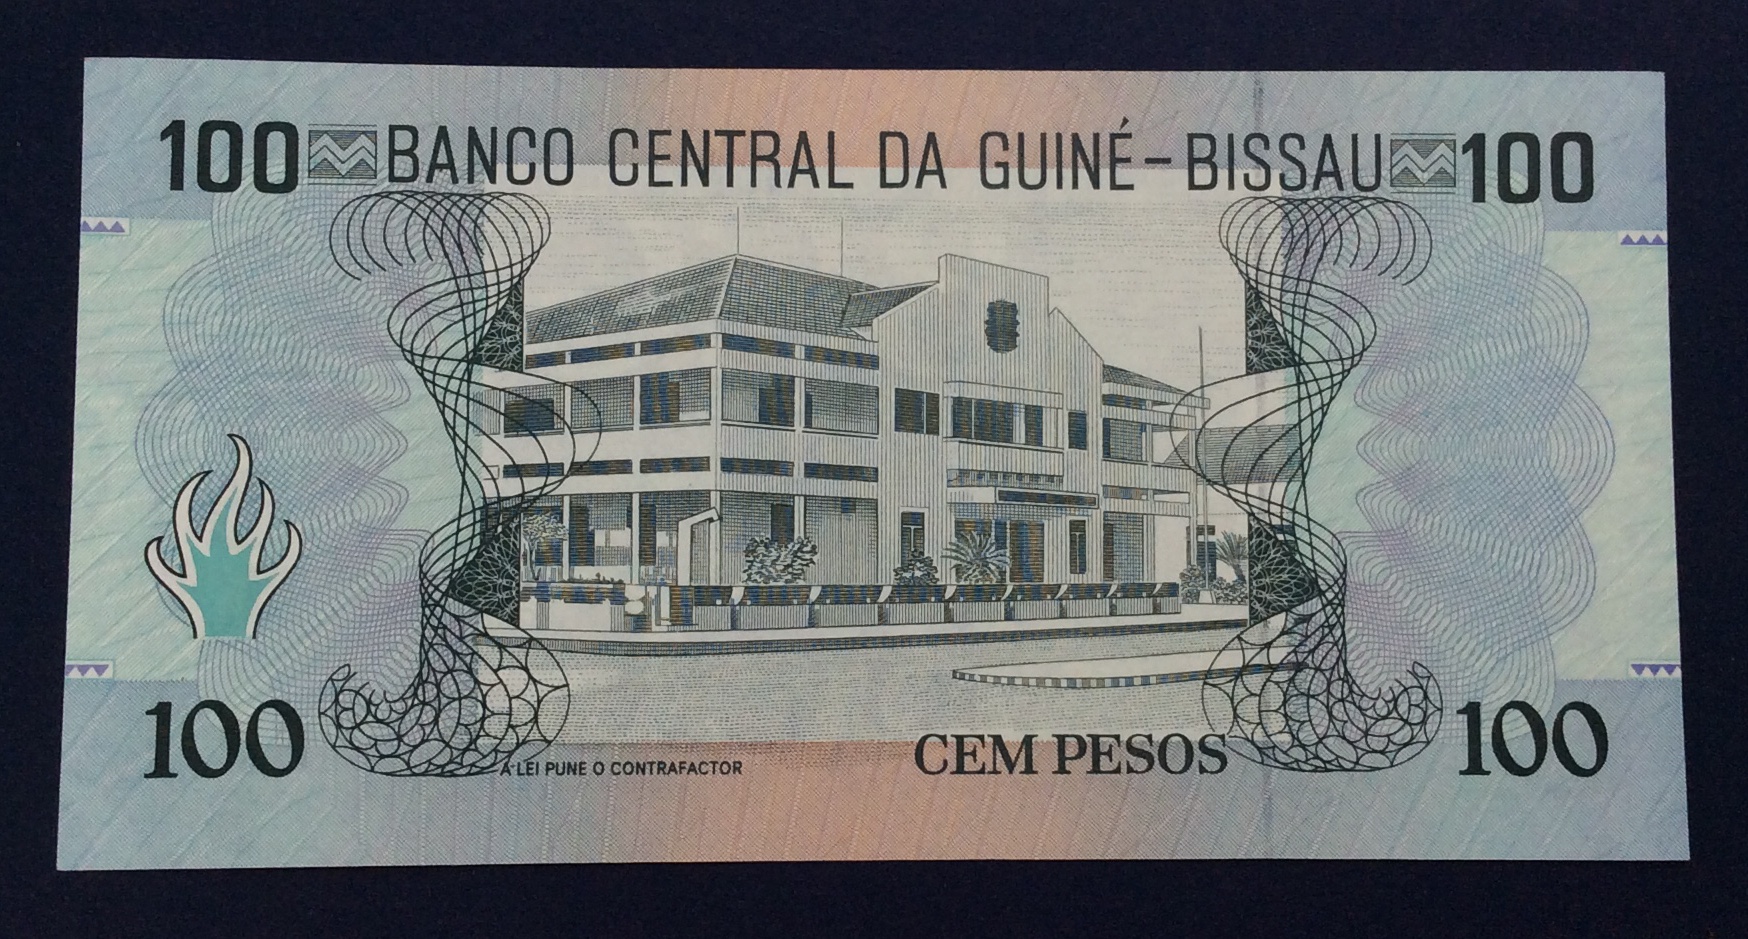 100 BANCO CENTRAL DA GUINÉ-BISSAU 100
100 A LEI PUNE O CONTRAFACTOR CEM PESOS 100